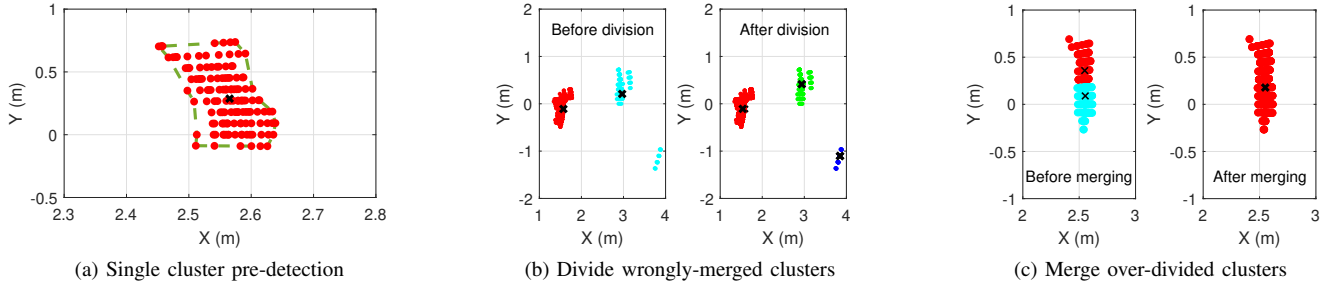 1
0.5
0
-0.5
Y (m)
2.3 2.4 2.5 2.6 2.7 2.8
X (m)
(a) Single cluster pre-detection
Before division
2
1
0
-1
-2
Y (m)
1 2 3 4
X (m)
After division
2
1
0
-1
-2
Y (m)
1 2 3 4
X (m)
(b) Divide wrongly-merged clusters
1
0.5
0
-0.5
-1
Y (m)
Before merging
2 2.5 3
X (m)
1
0.5
0
-0.5
-1
Y (m)
After merging
2 2.5 3
X (m)
(c) Merge over-divided clusters